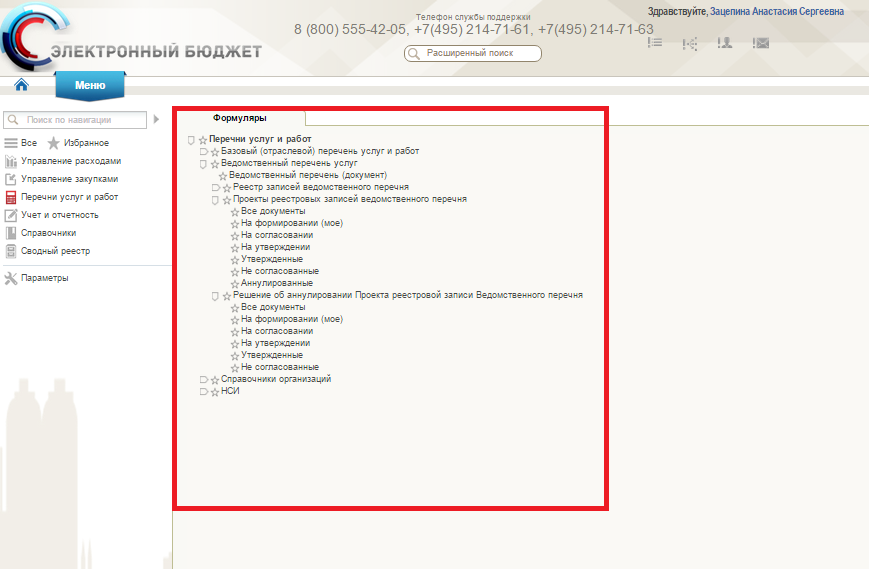 Телефон службы поддержки
8 (800) 555-42-05, +7(495) 214-71-61, +7(495) 214-71-63
Здравствуйте, Зацепина Анастасия Сергеевна
ЭЛЕКТРОННЫЙ БЮДЖЕТ
Расширенный поиск
Меню
Поиск по навигации
Все Избранное
Управление расходами
Управление закупками
Перечни услуг и работ
Учет и отчетность
Справочники
Сводный реестр
Параметры
Формуляры
Перечни услуг и работ
Базовый (отраслевой) перечень услуг и работ
Ведомственный перечень услуг
Ведомственный перечень (документ)
Реестр записей ведомственного перечня
Проекты реестровых записей ведомственного перечня
Все документы
На формировании (мое)
На согласовании
На утверждении
Утвержденные
Не согласованные
Аннулированные
Решение об аннулировании Проекта реестровой записи Ведомственного перечня
Все документы
На формировании (мое)
На согласовании
На утверждении
Утвержденные
Не согласованные
Справочники организаций
НСИ